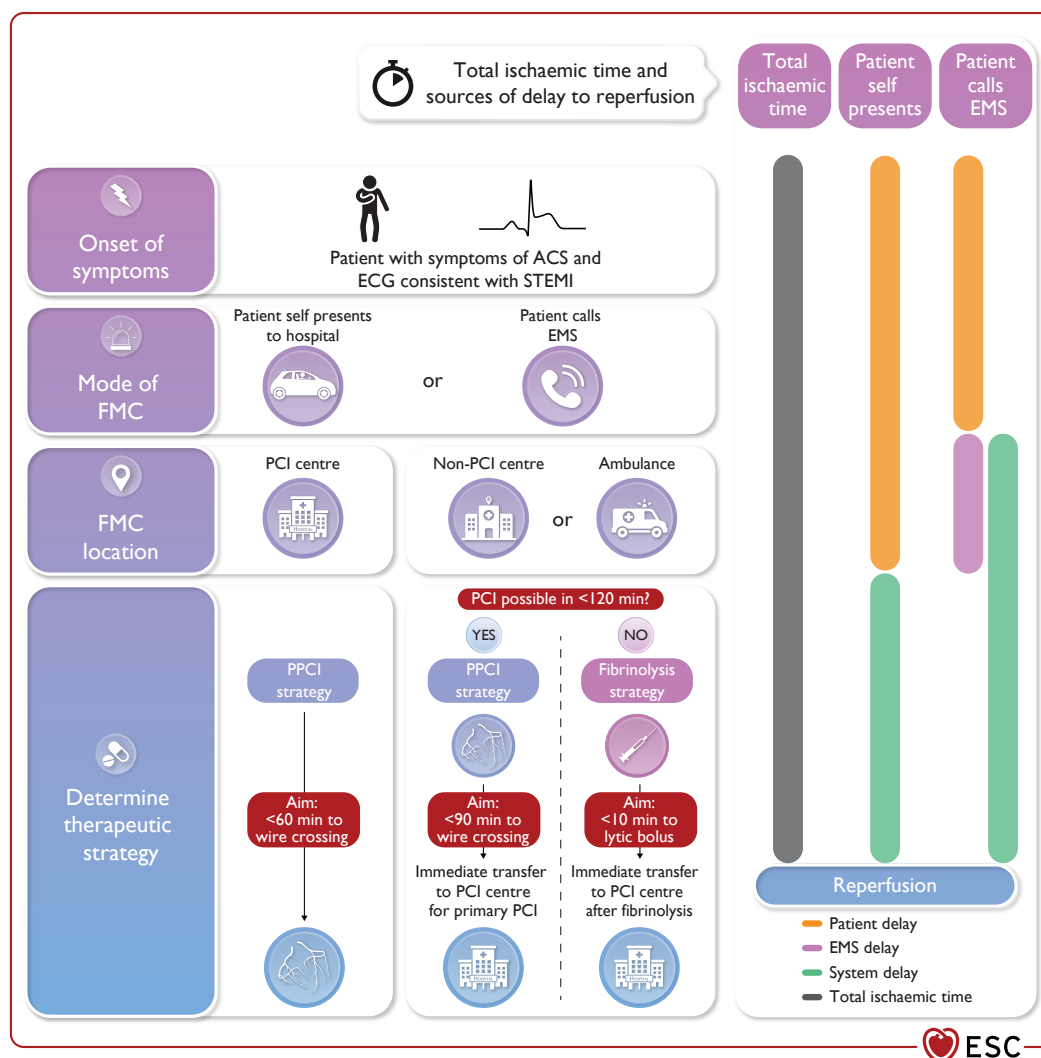 Total ischaemic time and
sources of delay to reperfusion
Total
ischaemic
time
Patient
self
presents
Patient
calls
EMS
Onset of
symptoms
Patient with symptoms of ACS and
ECG consistent with STEMI
Mode of
FMC
Patient self presents
to hospital
or
Patient calls
EMS
FMC
location
PCI centre
HOSPITAL
Non-PCI centre
or
Ambulance
Determine
therapeutic
strategy
PPCI
strategy
Aim:
<60 min to
wire crossing
PCI possible in <120 min?
YES
PPCI
strategy
Aim:
<90 min to
wire crossing
Immediate transfer
to PCI centre
for primary PCI
HOSPITAL
NO
Fibrinolysis
strategy
Aim:
<10 min to
lytic bolus
Immediate transfer
to PCI centre
after fibrinolysis
HOSPITAL
Reperfusion
Patient delay
EMS delay
System delay
Total ischaemic time
ESC